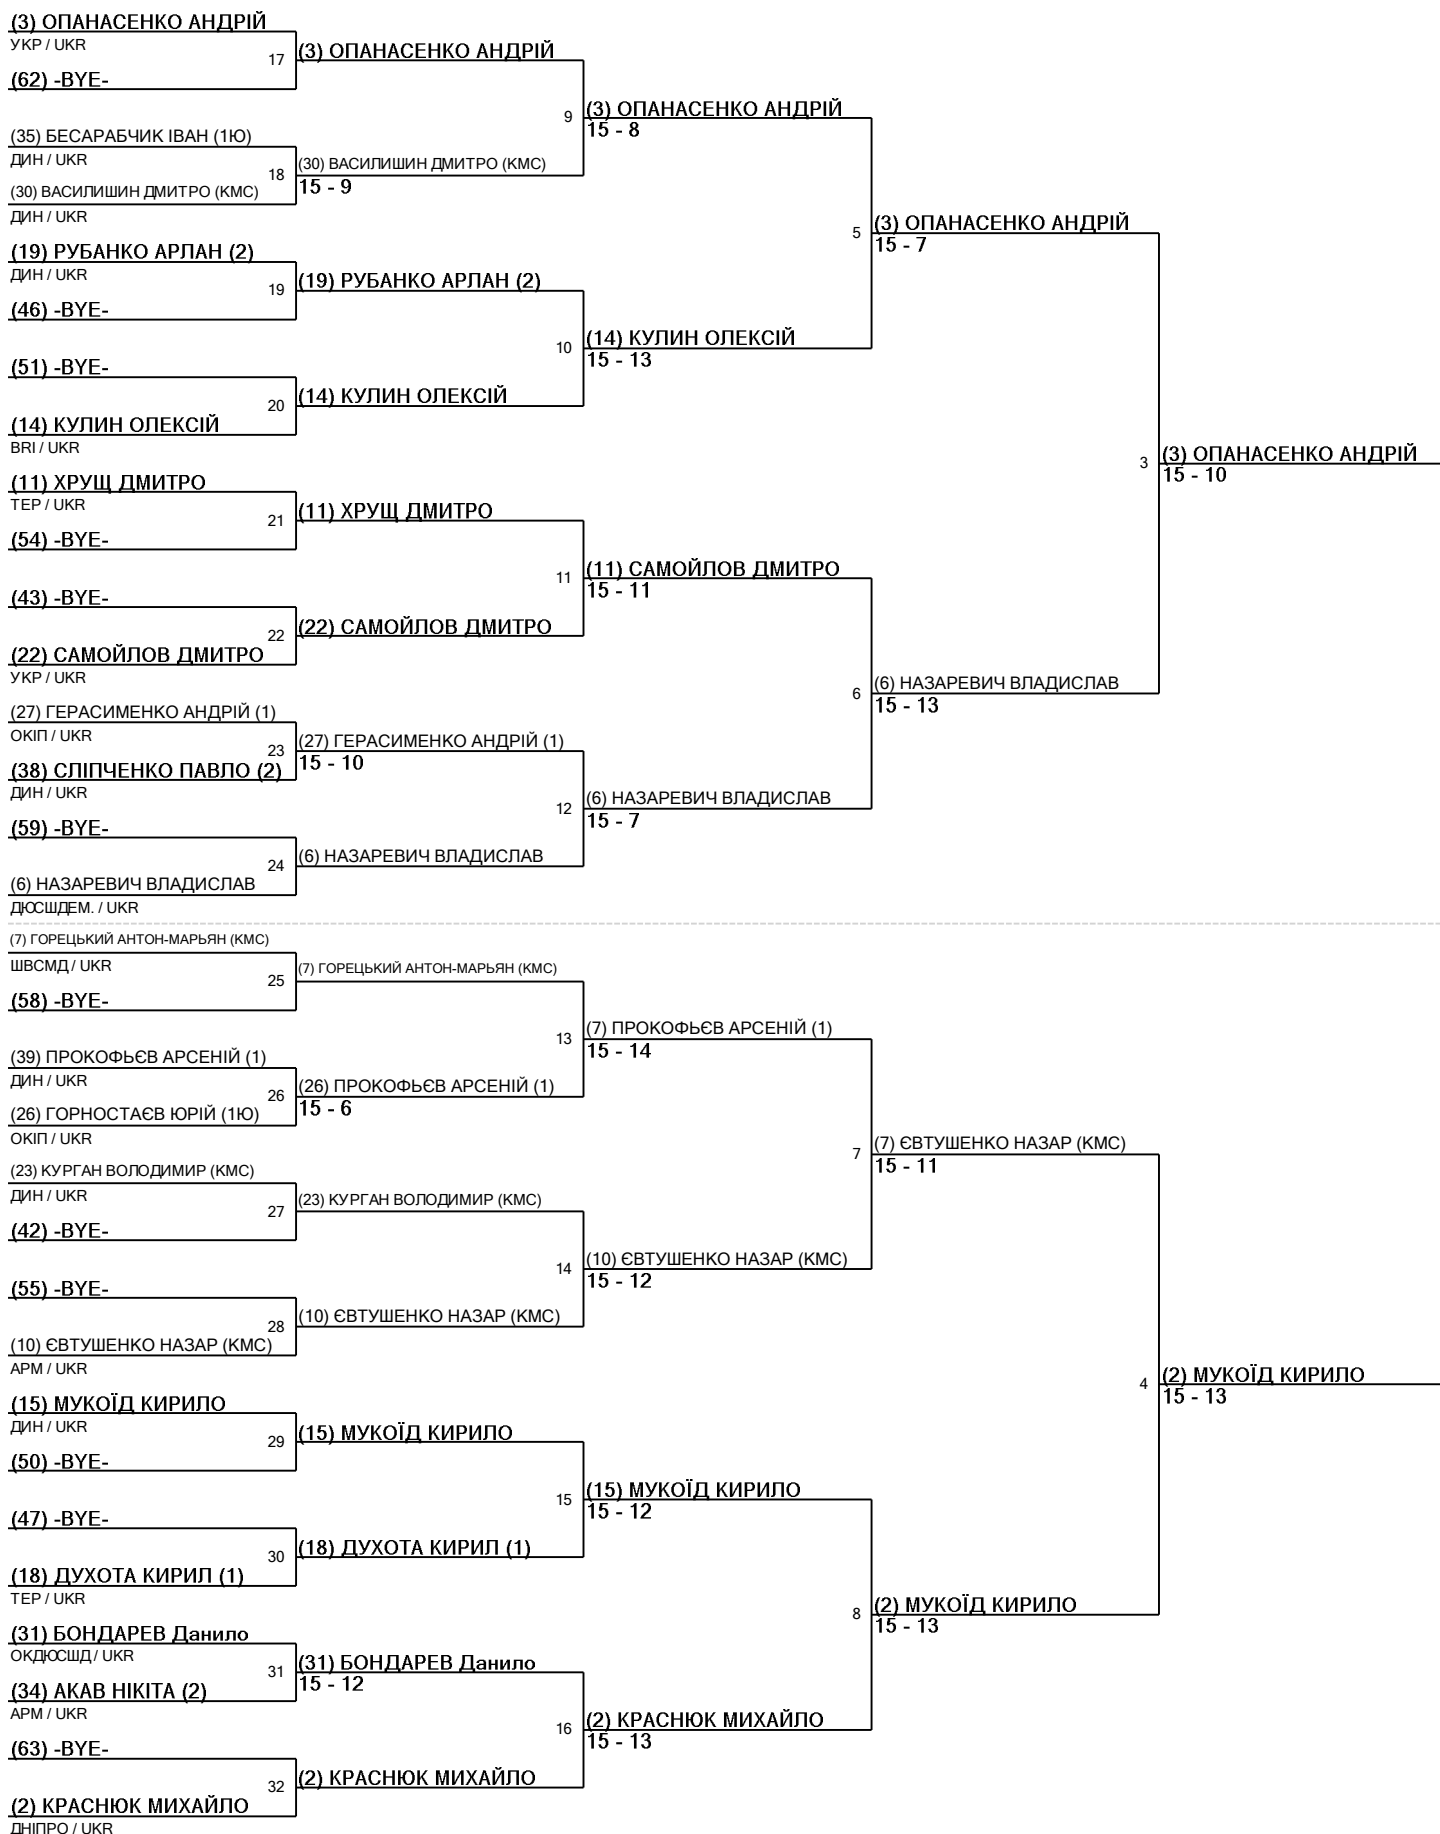 (3) ОПАНАСЕНКО АНДРІЙ
УКР / UKR
17
(62) -BYE-
(35) БЕСАРАБЧИК ІВАН (1Ю)
ДИН / UKR
18
(30) ВАСИЛИШИН ДМИТРО (КМС)
ДИН / UKR
(19) РУБАНКО АРЛАН (2)
ДИН / UKR
19
(46) -BYE-
(51) -BYE-
20
(14) КУЛИН ОЛЕКСІЙ
BRI / UKR
(11) ХРУЩ ДМИТРО
ТЕР / UKR
21
(54) -BYE-
(43) -BYE-
22
(22) САМОЙЛОВ ДМИТРО
УКР / UKR
(27) ГЕРАСИМЕНКО АНДРІЙ (1)
ОКІП / UKR
23
(38) СЛІПЧЕНКО ПАВЛО (2)
ДИН / UKR
(59) -BYE-
24
(6) НАЗАРЕВИЧ ВЛАДИСЛАВ
ДЮСШДЕМ. / UKR
(7) ГОРЕЦЬКИЙ АНТОН-МАРЬЯН (КМС)
ШВСМД / UKR
25
(58) -BYE-
(39) ПРОКОФЬЄВ АРСЕНІЙ (1)
ДИН / UKR
26
(26) ГОРНОСТАЄВ ЮРІЙ (1Ю)
ОКІП / UKR
(23) КУРГАН ВОЛОДИМИР (КМС)
ДИН / UKR
27
(42) -BYE-
(55) -BYE-
28
(10) ЄВТУШЕНКО НАЗАР (КМС)
АРМ / UKR
(15) МУКОЇД КИРИЛО
ДИН / UKR
29
(50) -BYE-
(47) -BYE-
30
(18) ДУХОТА КИРИЛ (1)
ТЕР / UKR
(31) БОНДАРЕВ Данило
ОКДЮСШД / UKR
31
(34) АКАВ НІКІТА (2)
АРМ / UKR
(63) -BYE-
32
(2) КРАСНЮК МИХАЙЛО
ДНІПРО / UKR
(3) ОПАНАСЕНКО АНДРІЙ
9
(30) ВАСИЛИШИН ДМИТРО (КМС)
15 - 9
(19) РУБАНКО АРЛАН (2)
10
(14) КУЛИН ОЛЕКСІЙ
(11) ХРУЩ ДМИТРО
11
(22) САМОЙЛОВ ДМИТРО
(27) ГЕРАСИМЕНКО АНДРІЙ (1)
15 - 10
12
(6) НАЗАРЕВИЧ ВЛАДИСЛАВ
(7) ГОРЕЦЬКИЙ АНТОН-МАРЬЯН (КМС)
13
(26) ПРОКОФЬЄВ АРСЕНІЙ (1)
15 - 6
(23) КУРГАН ВОЛОДИМИР (КМС)
14
(10) ЄВТУШЕНКО НАЗАР (КМС)
(15) МУКОЇД КИРИЛО
15
(18) ДУХОТА КИРИЛ (1)
(31) БОНДАРЕВ Данило
15 - 12
16
(2) КРАСНЮК МИХАЙЛО
(3) ОПАНАСЕНКО АНДРІЙ
15 - 8
5
(14) КУЛИН ОЛЕКСІЙ
15 - 13
(11) САМОЙЛОВ ДМИТРО
15 - 11
6
(6) НАЗАРЕВИЧ ВЛАДИСЛАВ
15 - 7
(7) ПРОКОФЬЄВ АРСЕНІЙ (1)
15 - 14
7
(10) ЄВТУШЕНКО НАЗАР (КМС)
15 - 12
(15) МУКОЇД КИРИЛО
15 - 12
8
(2) КРАСНЮК МИХАЙЛО
15 - 13
(3) ОПАНАСЕНКО АНДРІЙ
15 - 7
3
(6) НАЗАРЕВИЧ ВЛАДИСЛАВ
15 - 13
(7) ЄВТУШЕНКО НАЗАР (КМС)
15 - 11
4
(2) МУКОЇД КИРИЛО
15 - 13
(3) ОПАНАСЕНКО АНДРІЙ
15 - 10
(2) МУКОЇД КИРИЛО
15 - 13